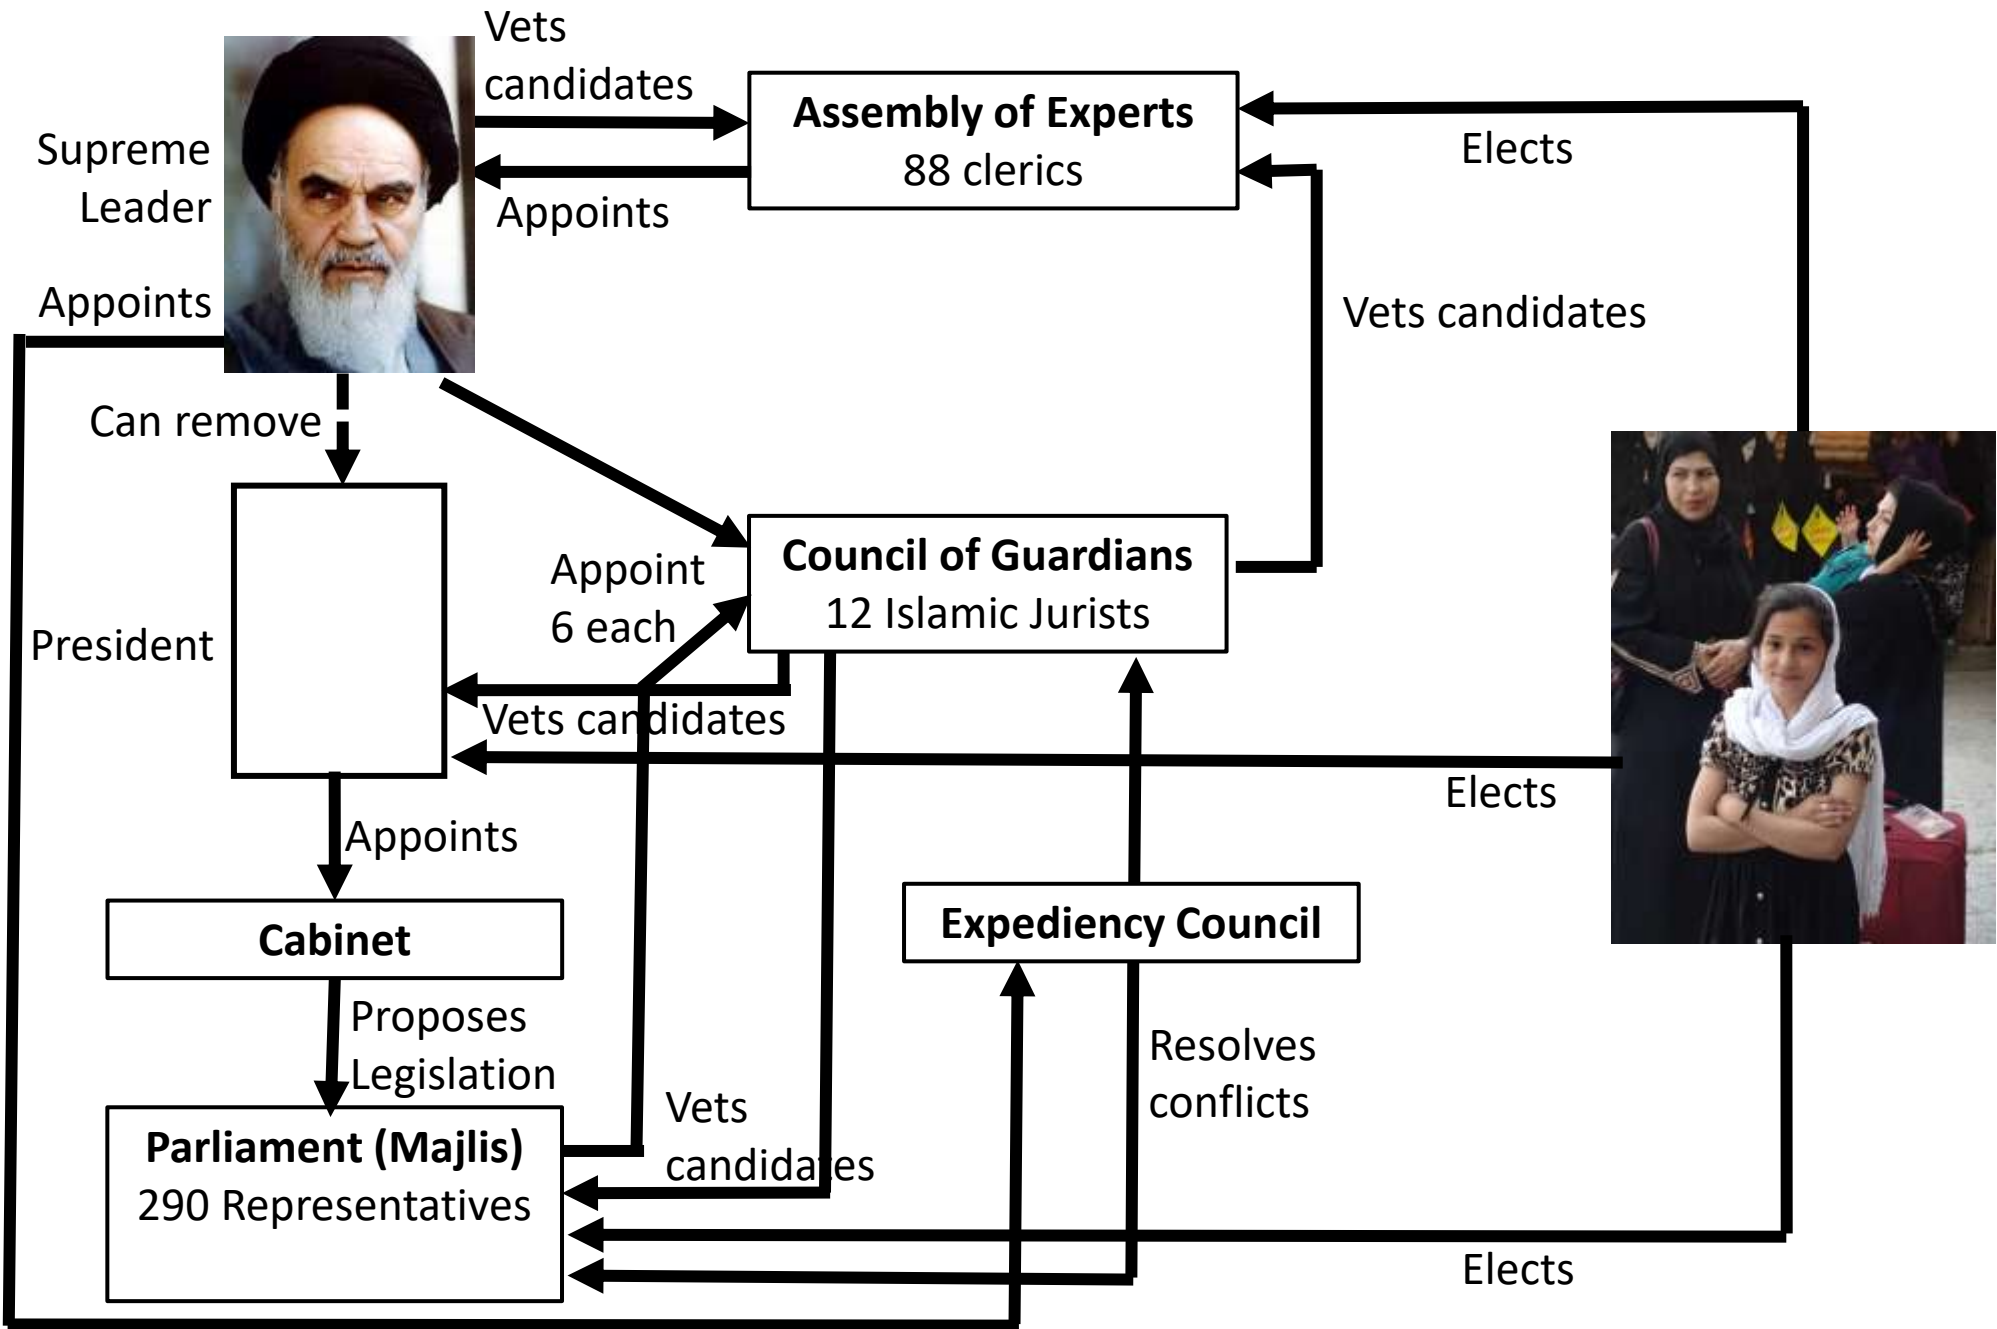 Vets
candidates
Assembly of Experts
88 clerics
Elects
Supreme
Leader
Appoints
Appoints
Vets candidates
Can remove
Council of Guardians
12 Islamic Jurists
Appoint
6 each
President
Vets candidates
Elects
Appoints
Cabinet
Expediency Council
Proposes
Legislation
Resolves
conflicts
Vets
candidates
Parliament (Majlis)
290 Representatives
Elects